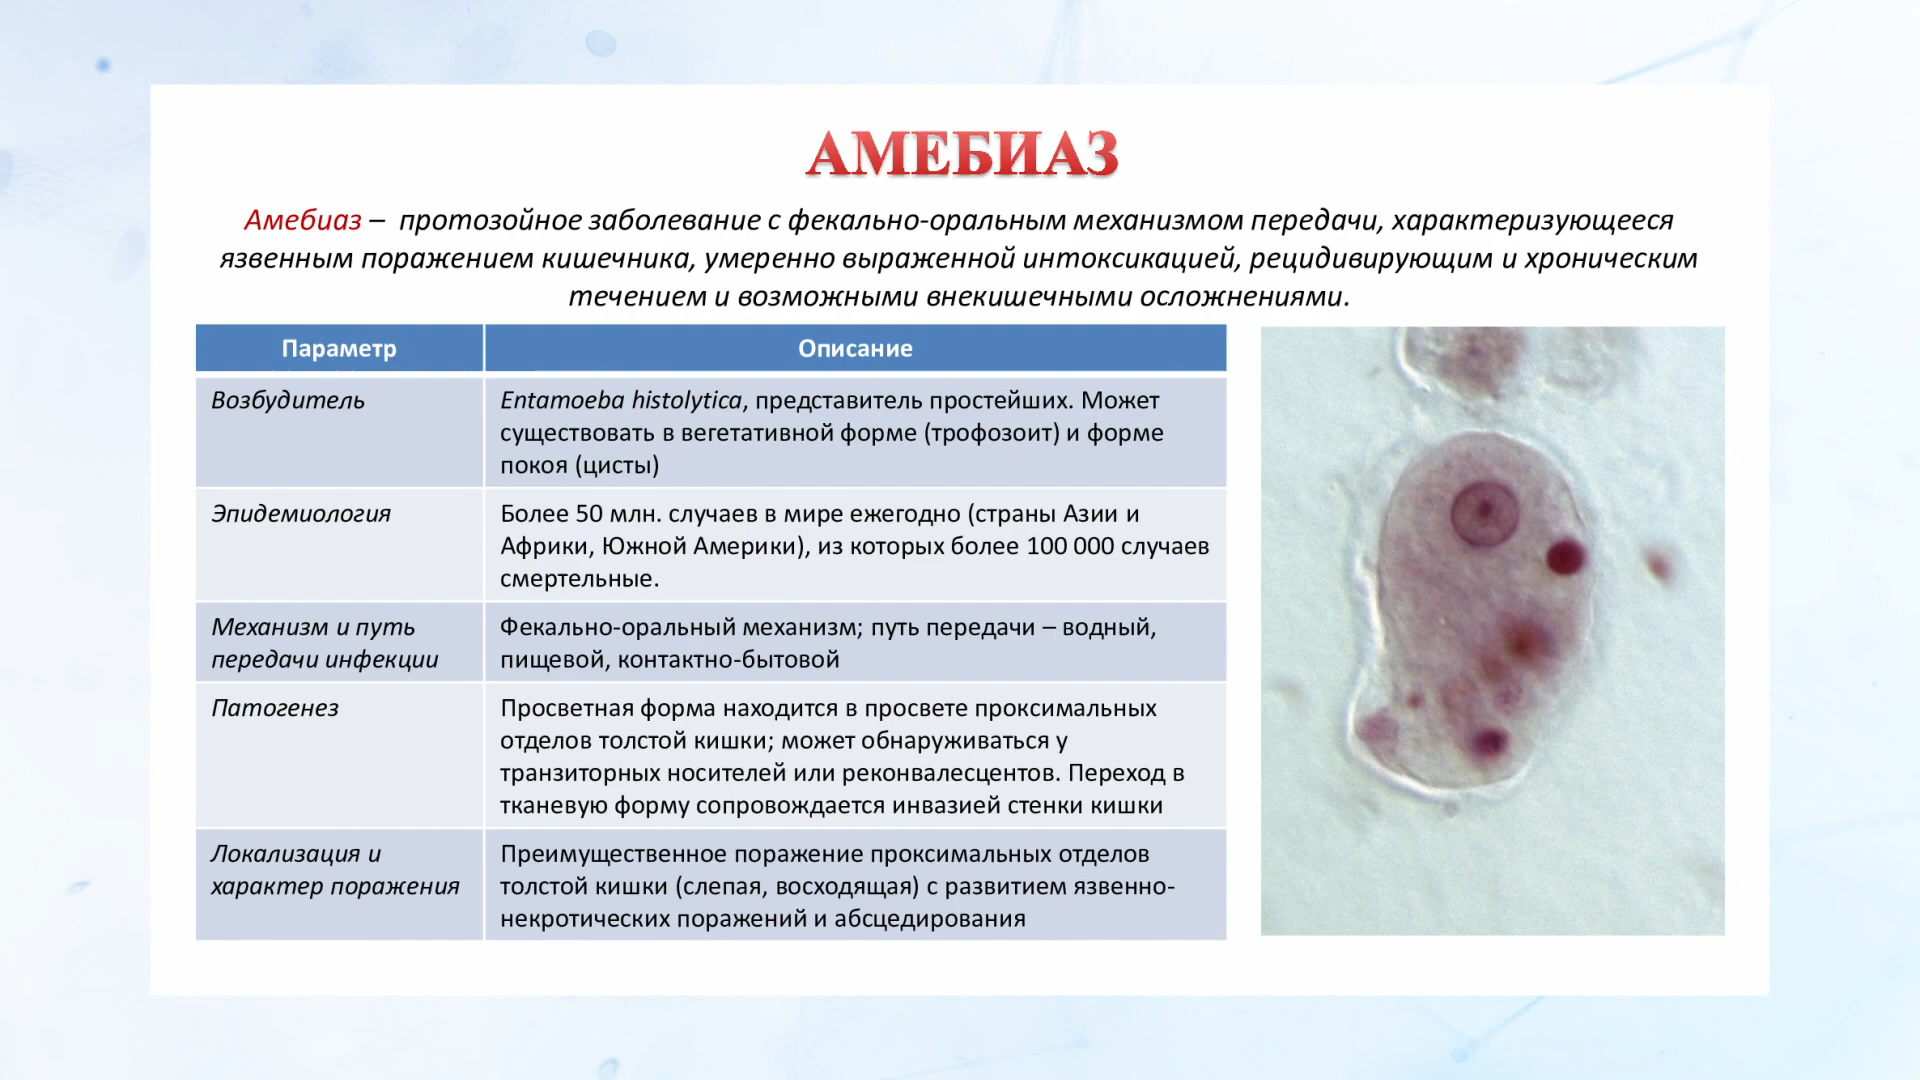 АМЕБИАЗ
Амебиаз – протозойное заболевание с фекально-оральным механизмом передачи, характеризующееся
язвенным поражением кишечника, умеренно выраженной интоксикацией, рецидивирующим и хроническим
течением и возможными внекишечными осложнениями.
Параметр
Описание
Возбудитель
Entamoeba histolytica, представитель простейших. Может
существовать в вегетативной форме (трофозоит) и форме
покоя (цисты)
Эпидемиология
Более 50 млн. случаев в мире ежегодно (страны Азии и
Африки, Южной Америки), из которых более 100 000 случаев
смертельные.
Механизм и путь
передачи инфекции
Фекально-оральный механизм; путь передачи – водный,
пищевой, контактно-бытовой
Патогенез
Просветная форма находится в просвете проксимальных
отделов толстой кишки; может обнаруживаться у
транзиторных носителей или реконвалесцентов. Переход в
тканевую форму сопровождается инвазией стенки кишки
Локализация и
характер поражения
Преимущественное поражение проксимальных отделов
толстой кишки (слепая, восходящая) с развитием язвенно-
некротических поражений и абсцедирования